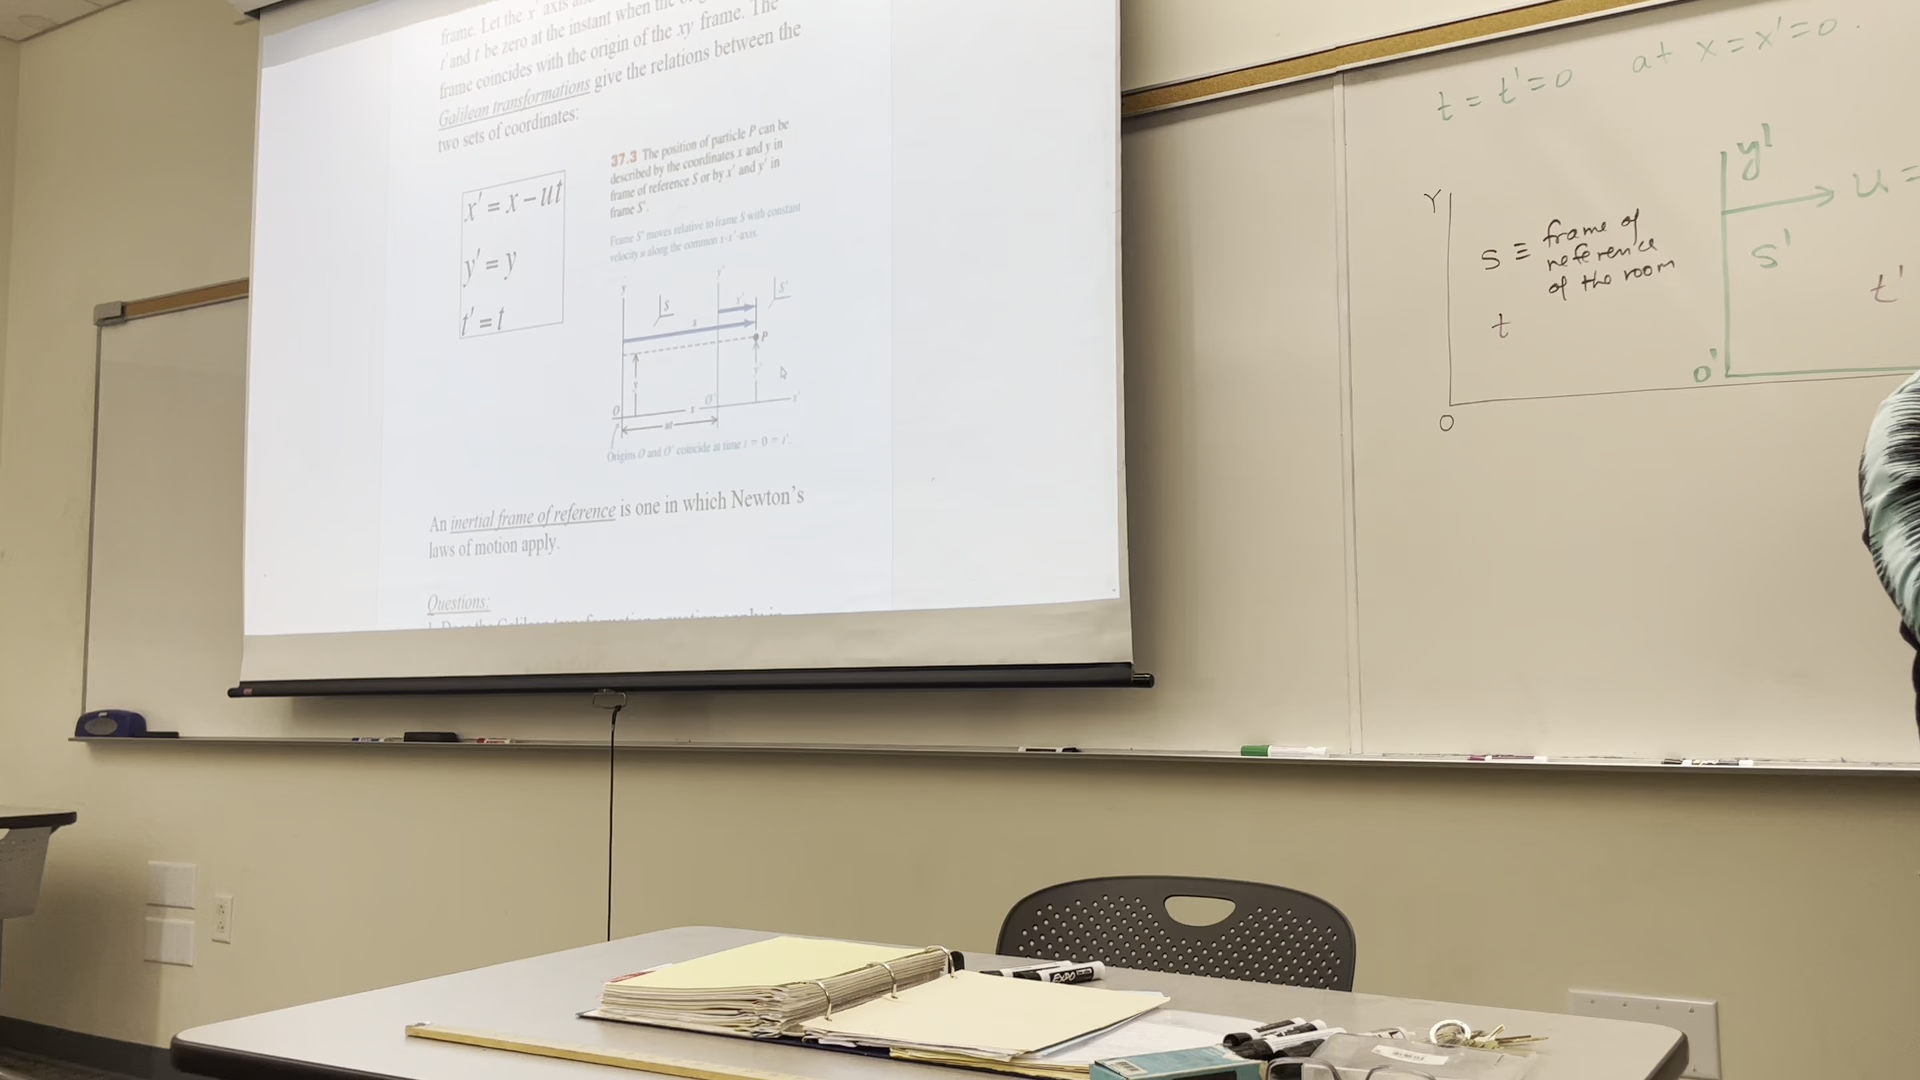 frame. Let the x' axis
t' and t be zero at the instant when the
frame coincides with the origin of the xy frame. The
Galilean transformations give the relations between the
two sets of coordinates:
x' = x – ut
y' = y
t' = t
37.3 The position of particle P can be
described by the coordinates x and y in
frame of reference S or by x' and y' in
frame S'.
Frame S' moves relative to frame S with constant
velocity u along the common x-x'-axis.
y
y'
S
S'
x'
x
P
y
y'
O
x
O'
x'
ut
Origins O and O' coincide at time t = 0 = t'.
An inertial frame of reference is one in which Newton's
laws of motion apply.
Questions:
t = t' = 0 at x = x' = 0.
Y
S ≡ frame of
reference
of the room
t
O
y'
u =
S'
t'
O'
EXPO